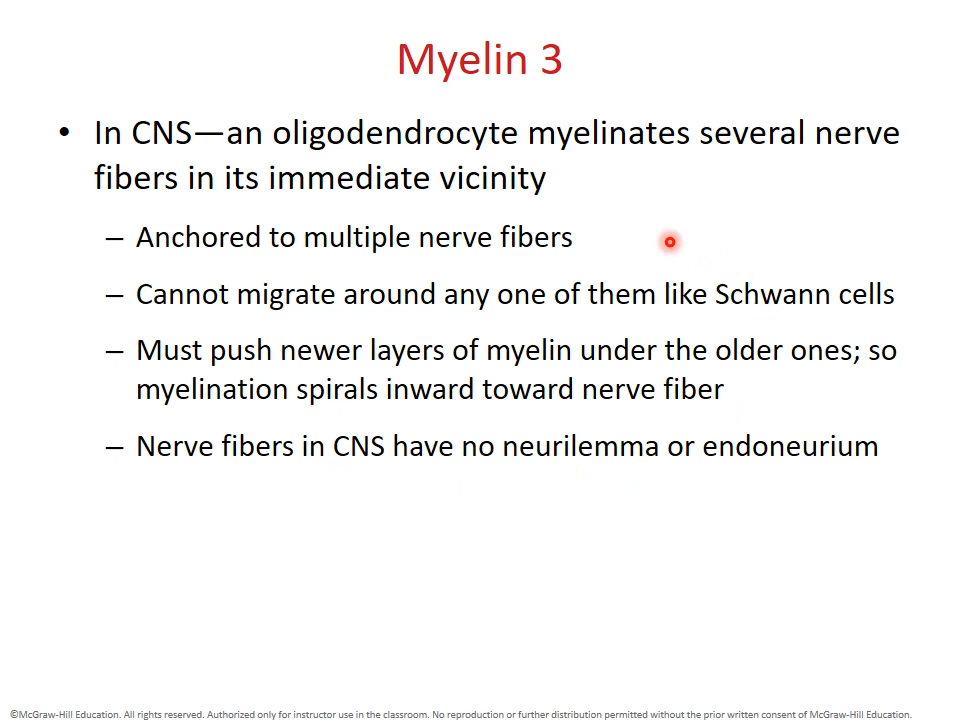 Myelin 3
• In CNS—an oligodendrocyte myelinates several nerve
fibers in its immediate vicinity
– Anchored to multiple nerve fibers
– Cannot migrate around any one of them like Schwann cells
– Must push newer layers of myelin under the older ones; so
myelination spirals inward toward nerve fiber
– Nerve fibers in CNS have no neurilemma or endoneurium
©McGraw-Hill Education. All rights reserved. Authorized only for instructor use in the classroom. No reproduction or further distribution permitted without the prior written consent of McGraw-Hill Education.